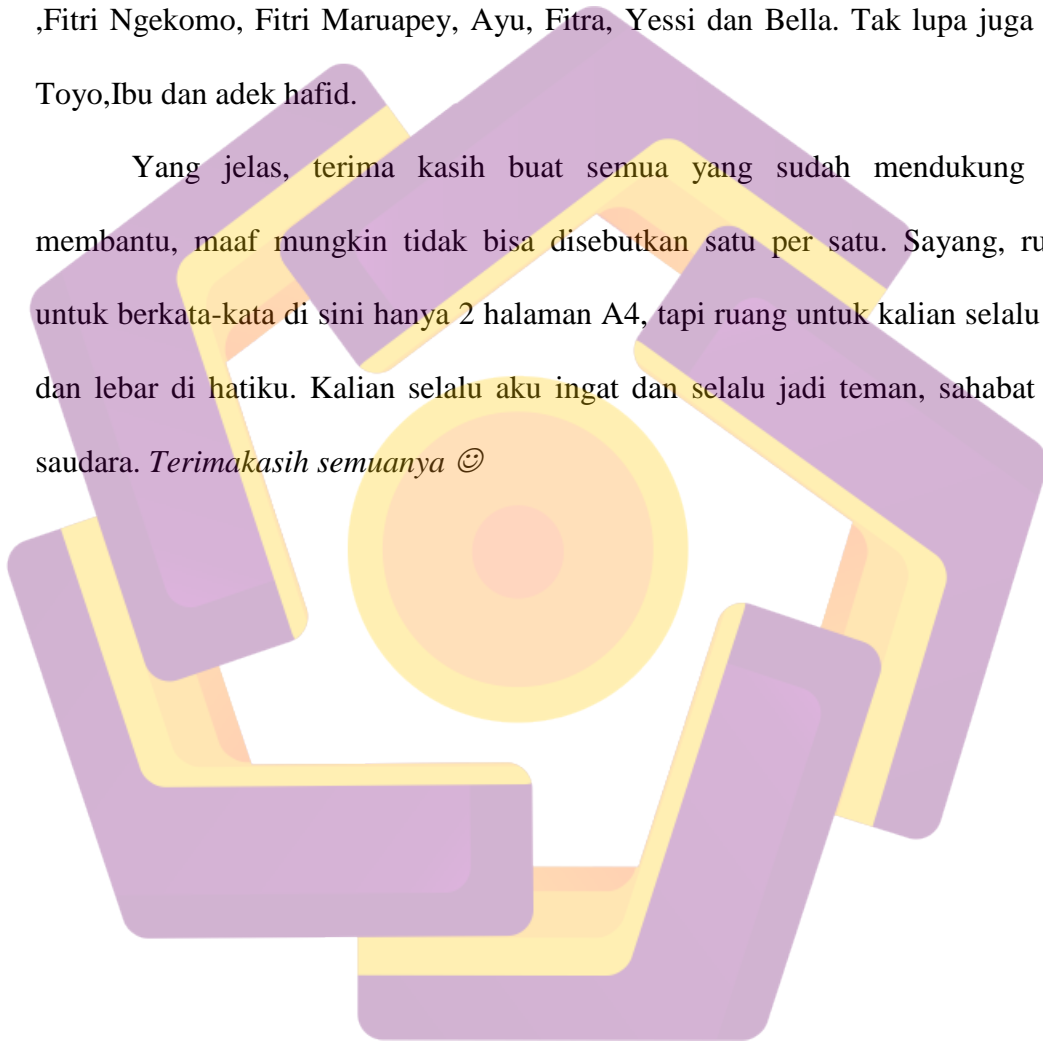 ,Fitri Ngekomo, Fitri Maruapey, Ayu, Fitra, Yessi dan Bella. Tak lupa juga
Toyo,Ibu dan adek hafid.
Yang jelas, terima kasih buat semua yang sudah mendukung
membantu, maaf mungkin tidak bisa disebutkan satu per satu. Sayang, ru
untuk berkata-kata di sini hanya 2 halaman A4, tapi ruang untuk kalian selalu
dan lebar di hatiku. Kalian selalu aku ingat dan selalu jadi teman, sahabat
saudara. Terimakasih semuanya ☺